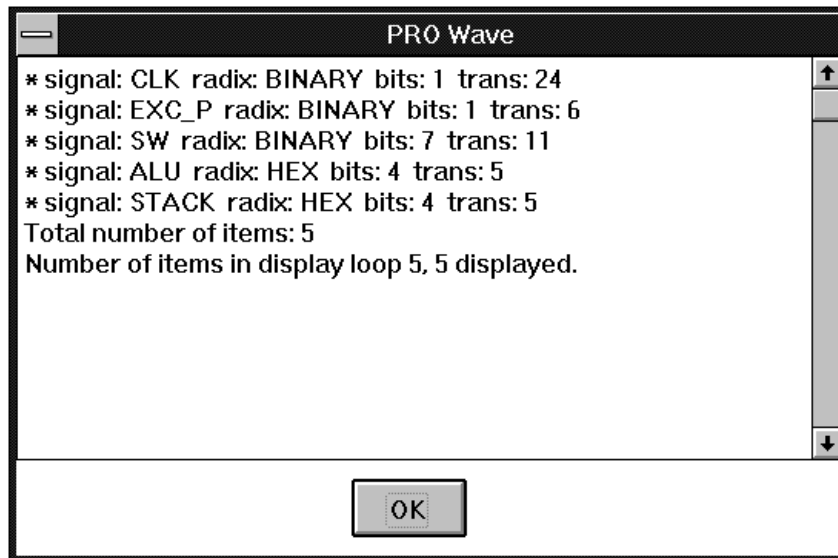 PRO Wave
* signal: CLK radix: BINARY bits: 1 trans: 24
* signal: EXC_P radix: BINARY bits: 1 trans: 6
* signal: SW radix: BINARY bits: 7 trans: 11
* signal: ALU radix: HEX bits: 4 trans: 5
* signal: STACK radix: HEX bits: 4 trans: 5
Total number of items: 5
Number of items in display loop 5, 5 displayed.
OK